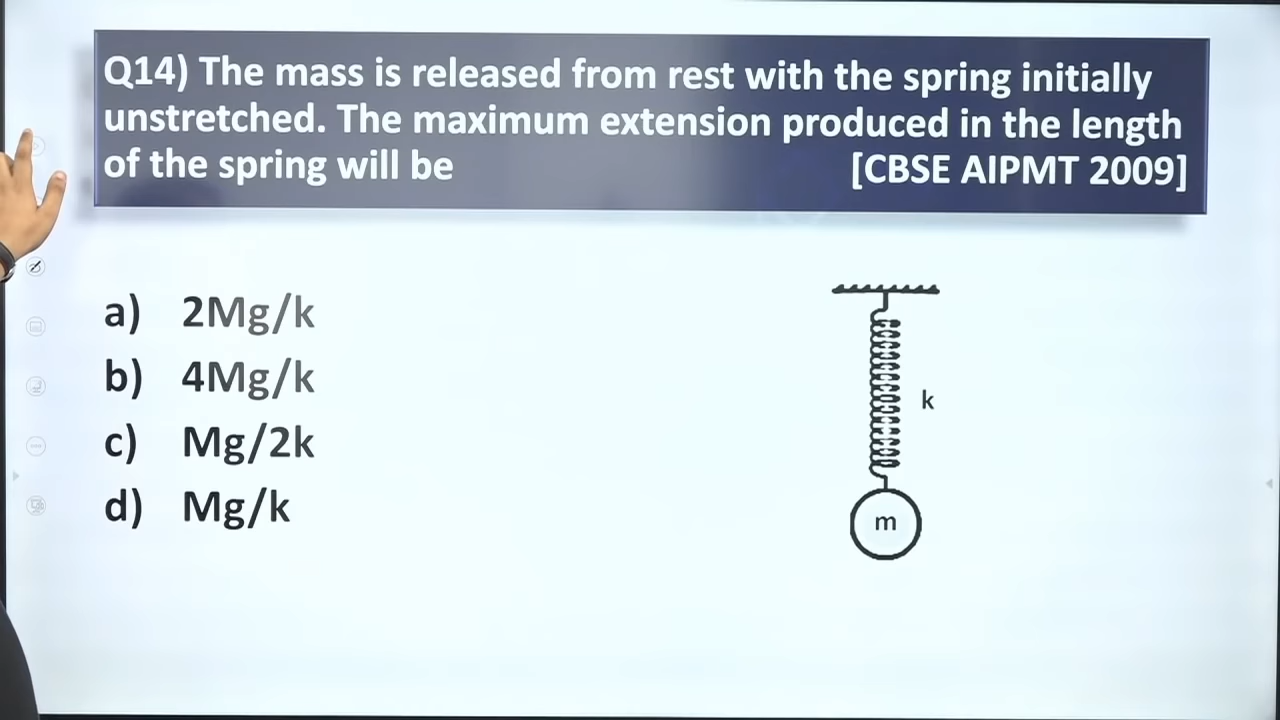 Q14) The mass is released from rest with the spring initially
unstretched. The maximum extension produced in the length
of the spring will be [CBSE AIPMT 2009]
a) 2Mg/k
b) 4Mg/k
c) Mg/2k
d) Mg/k
k
m